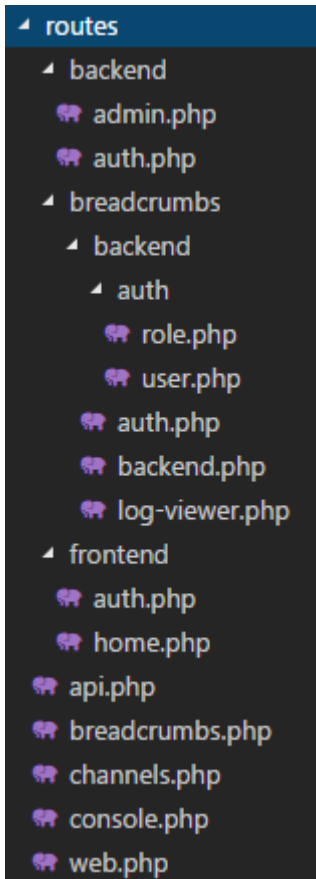 routes
backend
admin.php
auth.php
breadcrumbs
backend
auth
role.php
user.php
auth.php
backend.php
log-viewer.php
frontend
auth.php
home.php
api.php
breadcrumbs.php
channels.php
console.php
web.php